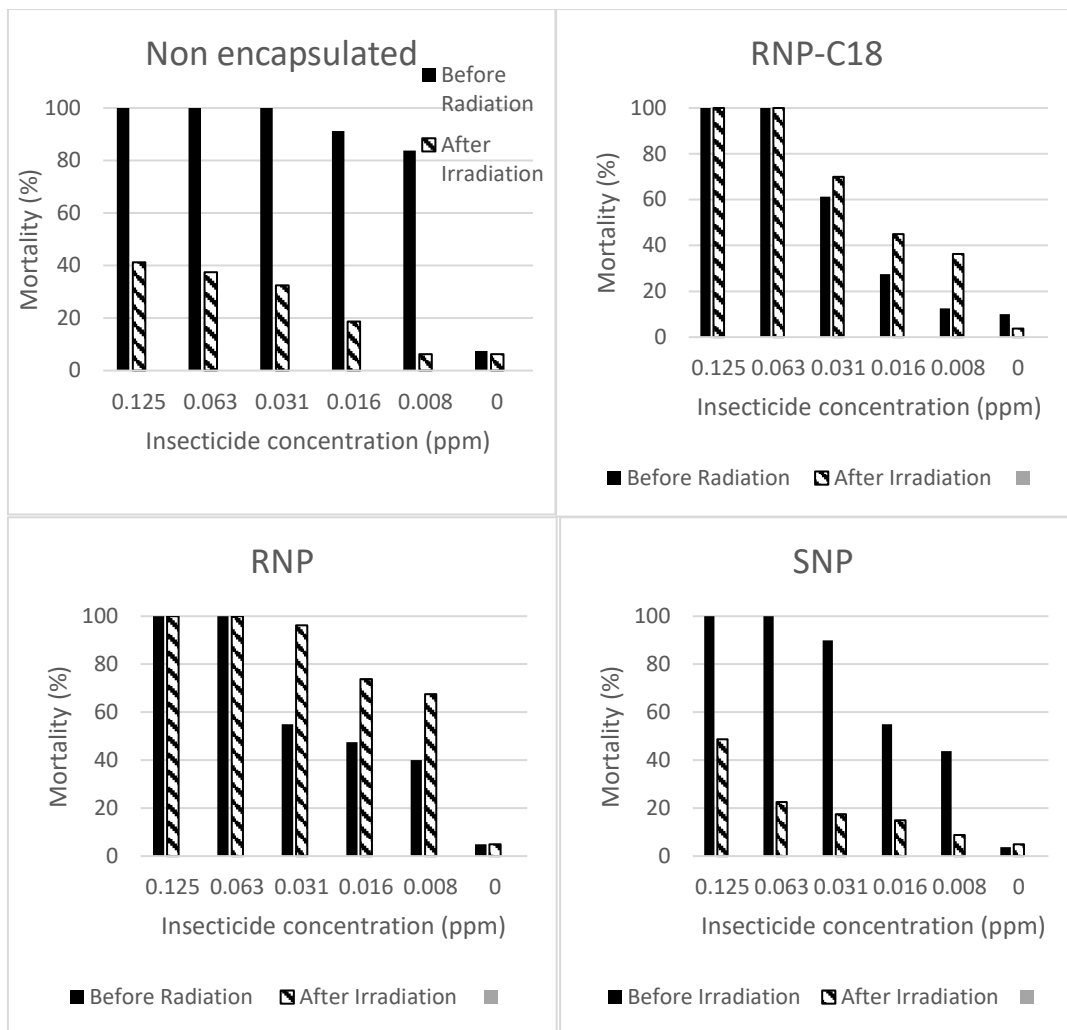 Non encapsulated
Before
Radiation
After
Irradiation
100
80
60
40
20
0
Mortality (%)
0.125 0.063 0.031 0.016 0.008 0
Insecticide concentration (ppm)
RNP-C18
100
80
60
40
20
0
Mortality (%)
0.125 0.063 0.031 0.016 0.008 0
Insecticide concentration (ppm)
Before Radiation After Irradiation
RNP
100
80
60
40
20
0
Mortality (%)
0.125 0.063 0.031 0.016 0.008 0
Insecticide concentration (ppm)
Before Radiation After Irradiation
SNP
100
80
60
40
20
0
Mortality (%)
0.125 0.063 0.031 0.016 0.008 0
Insecticide concentration (ppm)
Before Irradiation After Irradiation